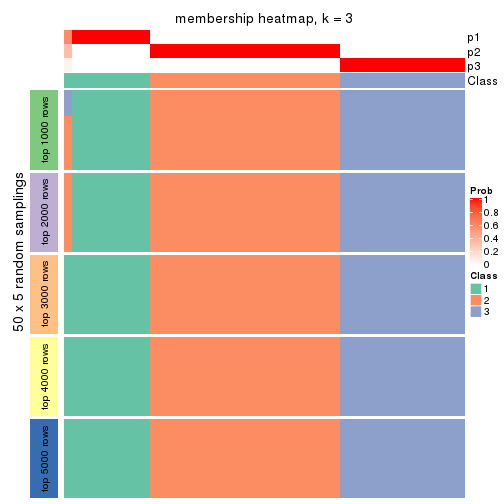 membership heatmap, k = 3
p1
p2
p3
Class
50 x 5 random samplings
top 1000 rows
top 2000 rows
top 3000 rows
top 4000 rows
top 5000 rows
Prob
1
0.8
0.6
0.4
0.2
0
Class
1
2
3